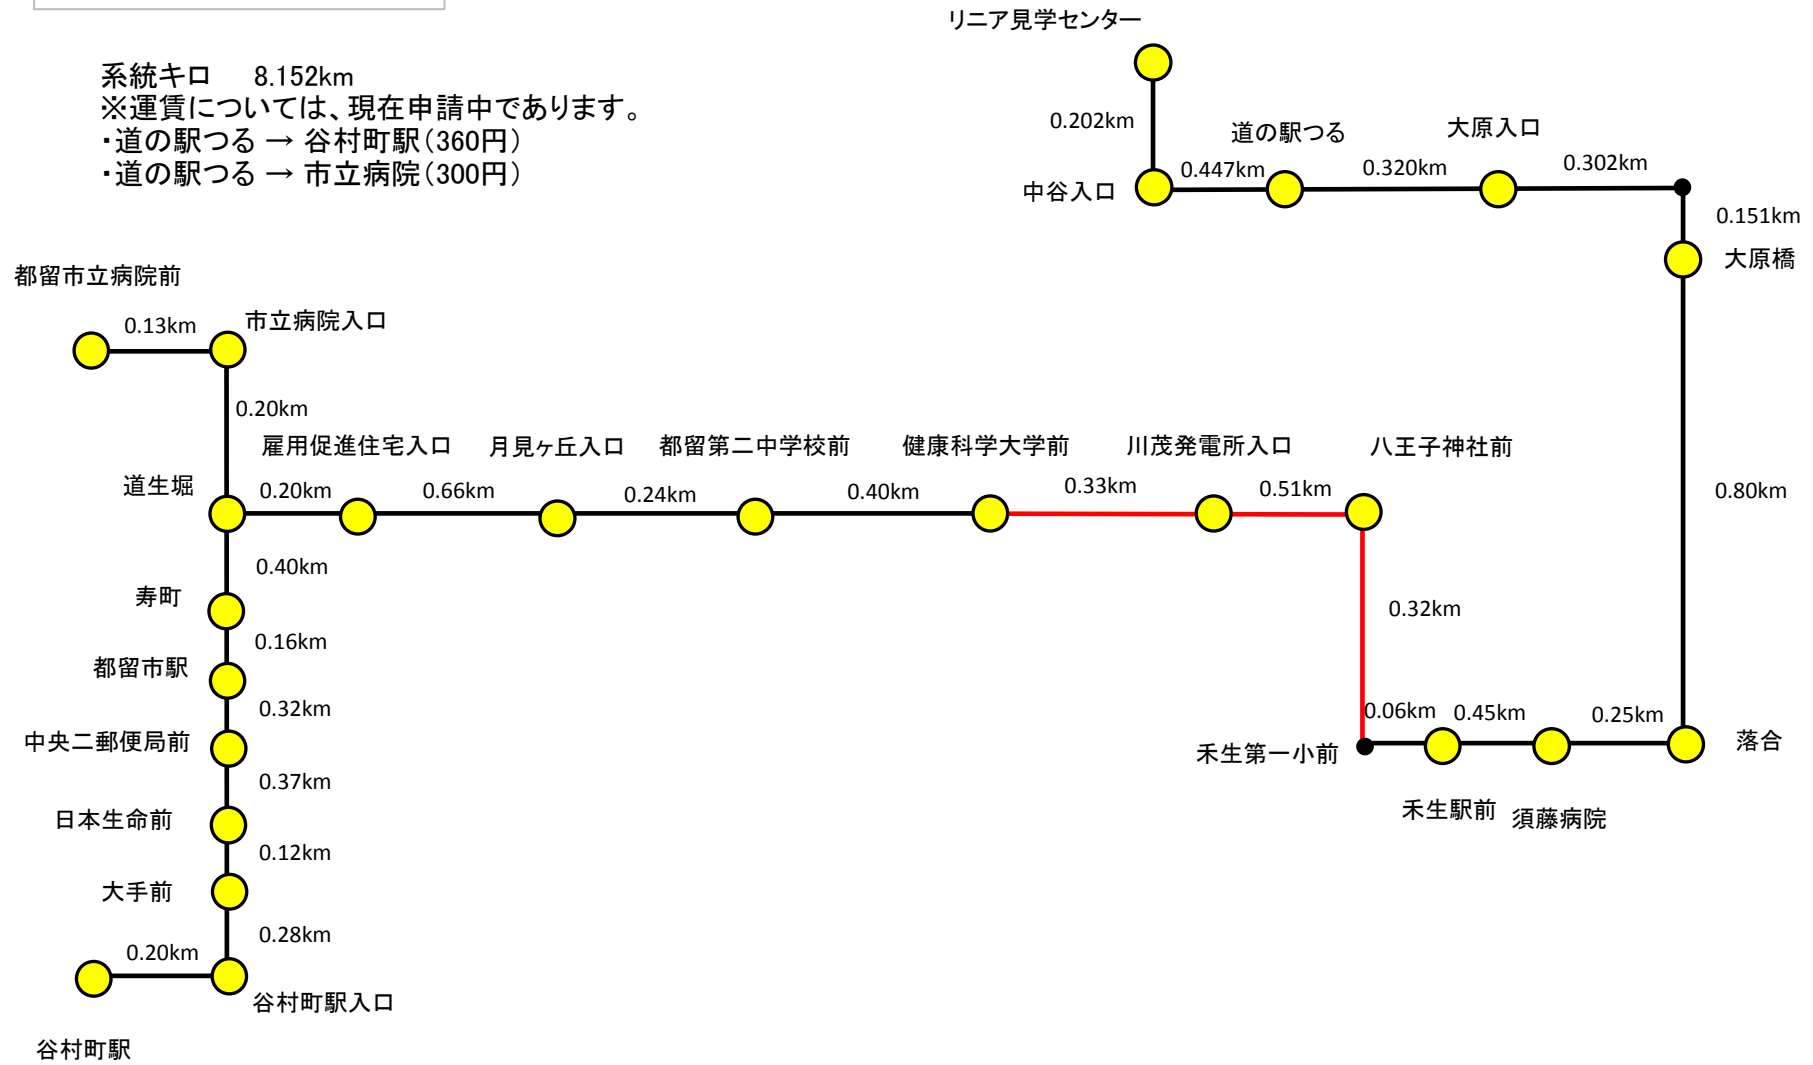 リニア見学センター
系統キロ　8.152km
※運賃については、現在申請中であります。
・道の駅つる → 谷村町駅（360円）
・道の駅つる → 市立病院（300円）
0.202km
道の駅つる
大原入口
0.447km
0.320km
0.302km
中谷入口
0.151km
大原橋
都留市立病院前
0.13km
市立病院入口
0.20km
雇用促進住宅入口
月見ヶ丘入口
都留第二中学校前
健康科学大学前
川茂発電所入口
八王子神社前
道生堀
0.20km
0.66km
0.24km
0.40km
0.33km
0.51km
0.80km
0.40km
寿町
0.32km
0.16km
都留市駅
0.32km
0.06km
0.45km
0.25km
中央二郵便局前
禾生第一小前
落合
0.37km
日本生命前
禾生駅前
須藤病院
0.12km
大手前
0.28km
0.20km
谷村町駅入口
谷村町駅